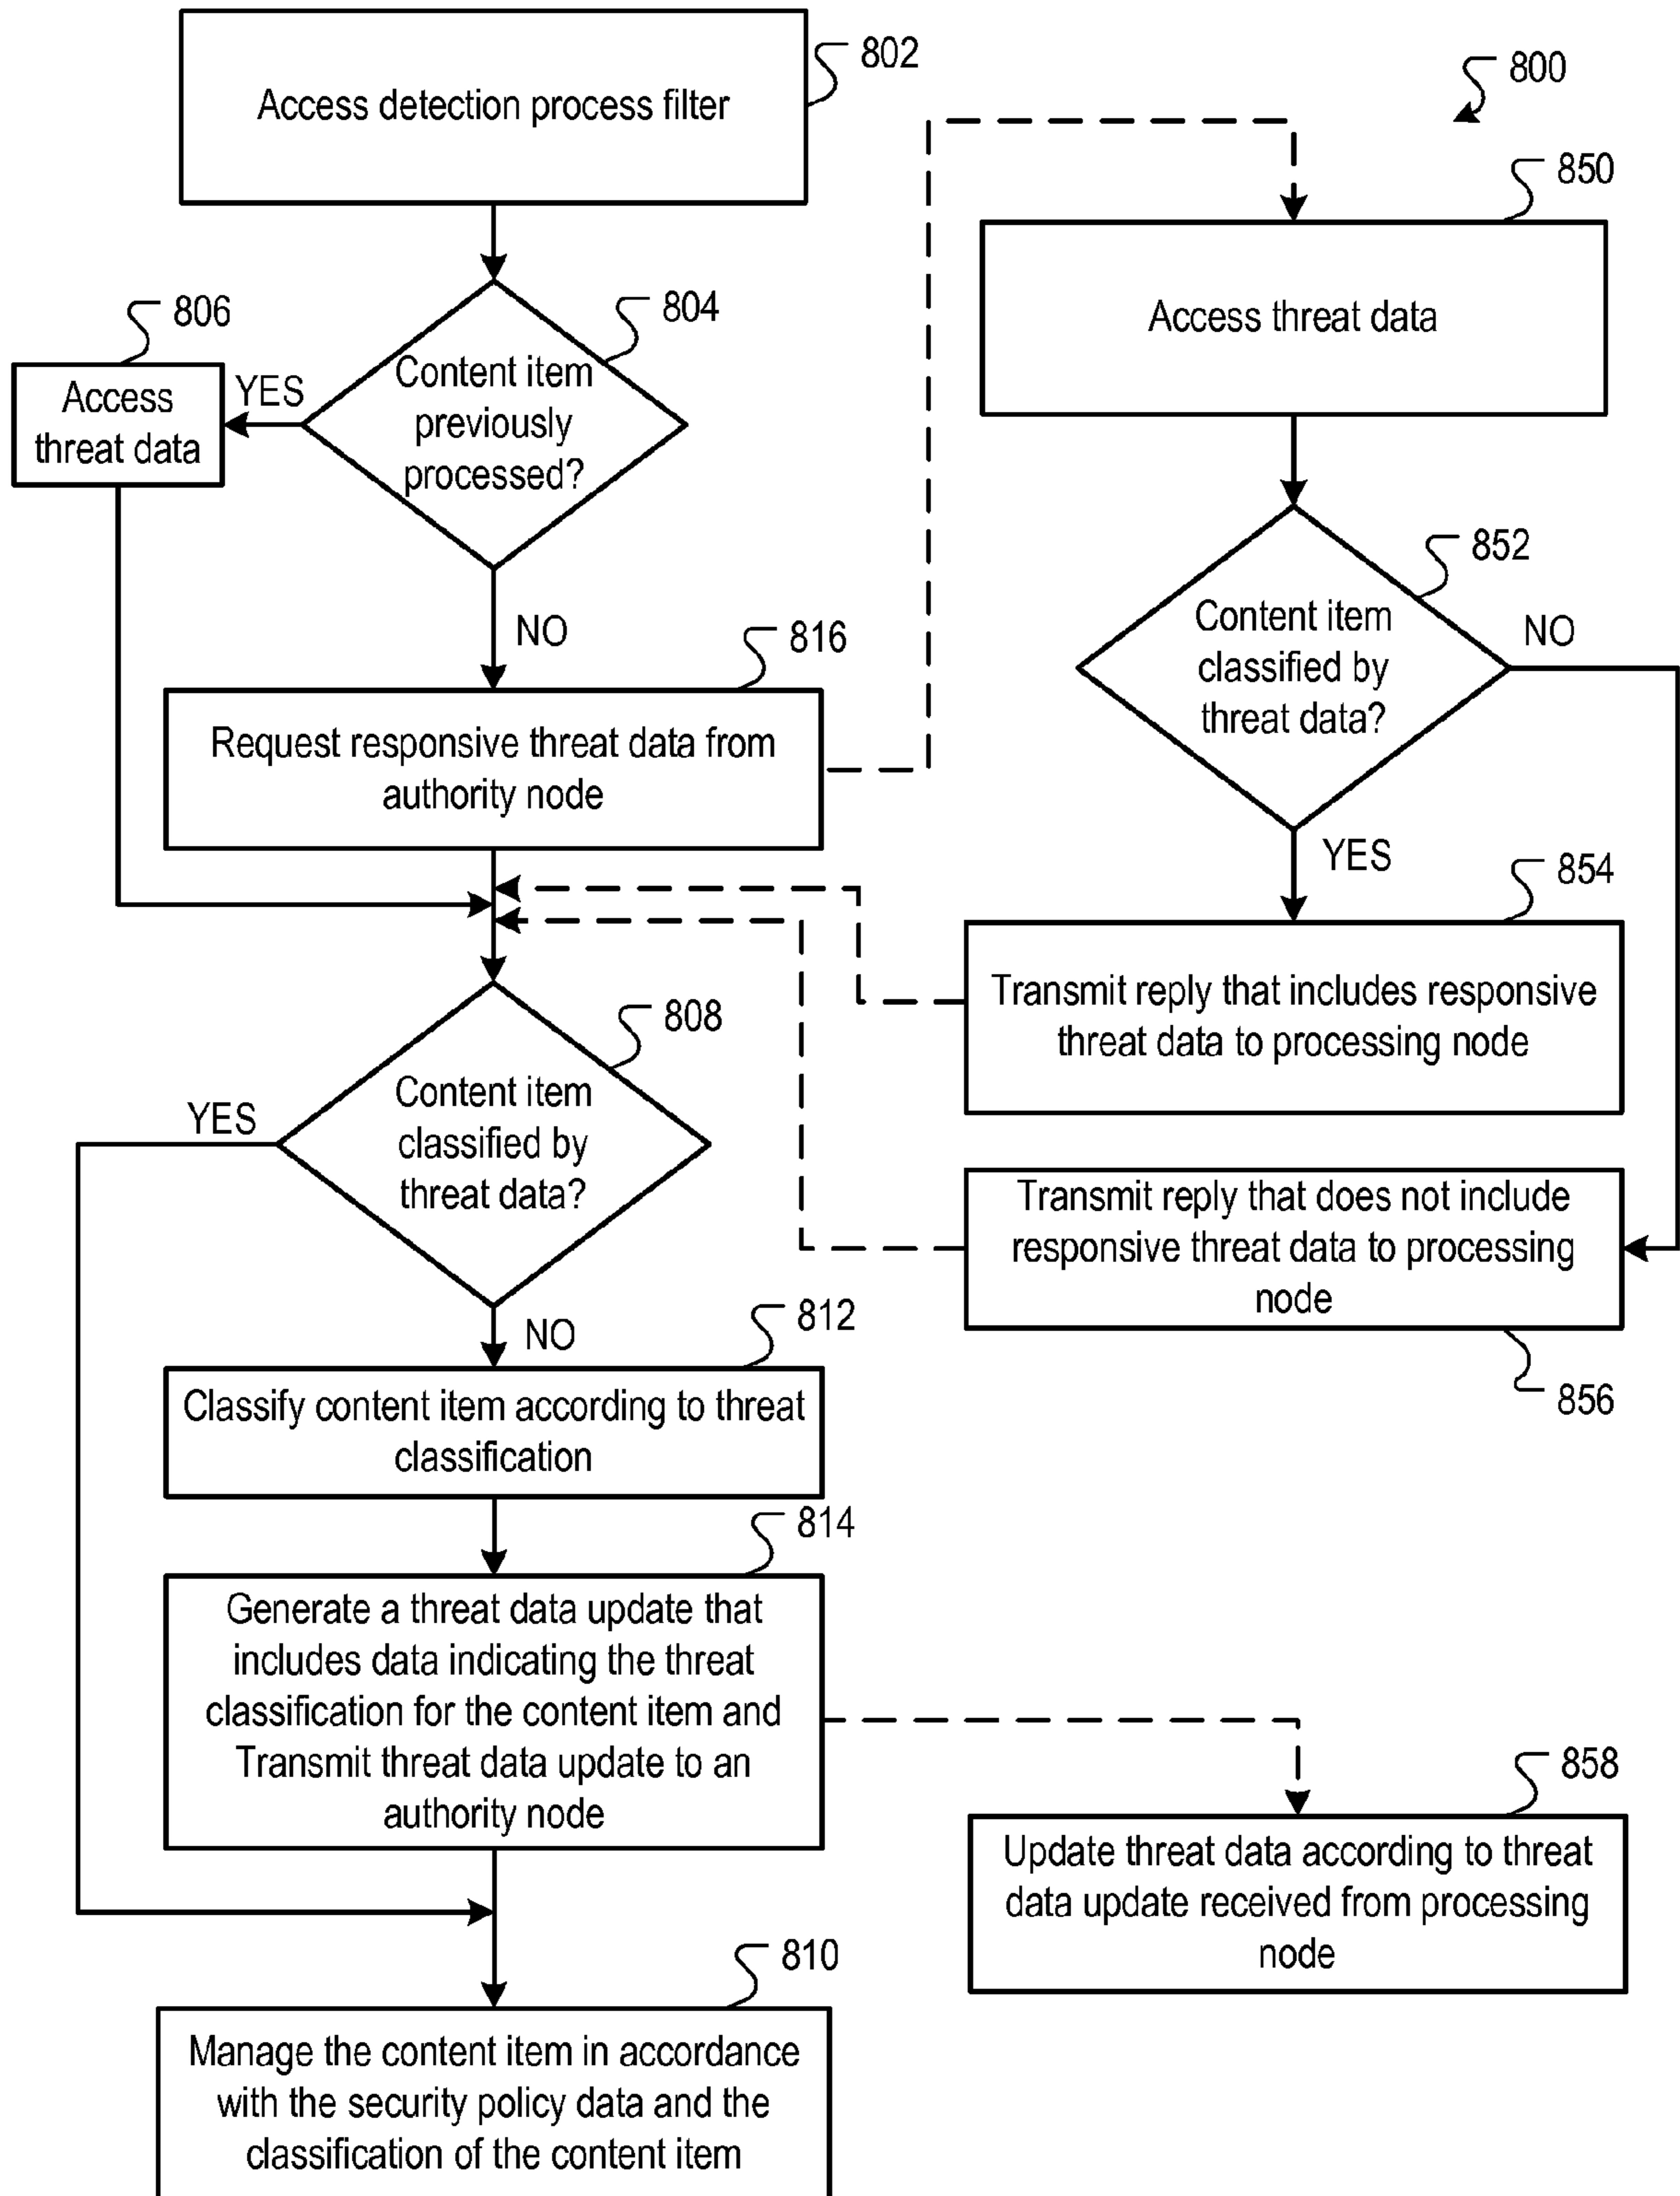 802
Access detection process filter
800
850
Access threat data
806
804
Access
threat data
YES
Content item
previously
processed?
NO
816
Request responsive threat data from
authority node
852
Content item
classified by
threat data?
NO
YES
854
Transmit reply that includes responsive
threat data to processing node
808
Content item
classified by
threat data?
YES
NO
Transmit reply that does not include
responsive threat data to processing
node
856
812
Classify content item according to threat
classification
814
Generate a threat data update that
includes data indicating the threat
classification for the content item and
Transmit threat data update to an
authority node
858
Update threat data according to threat
data update received from processing
node
810
Manage the content item in accordance
with the security policy data and the
classification of the content item